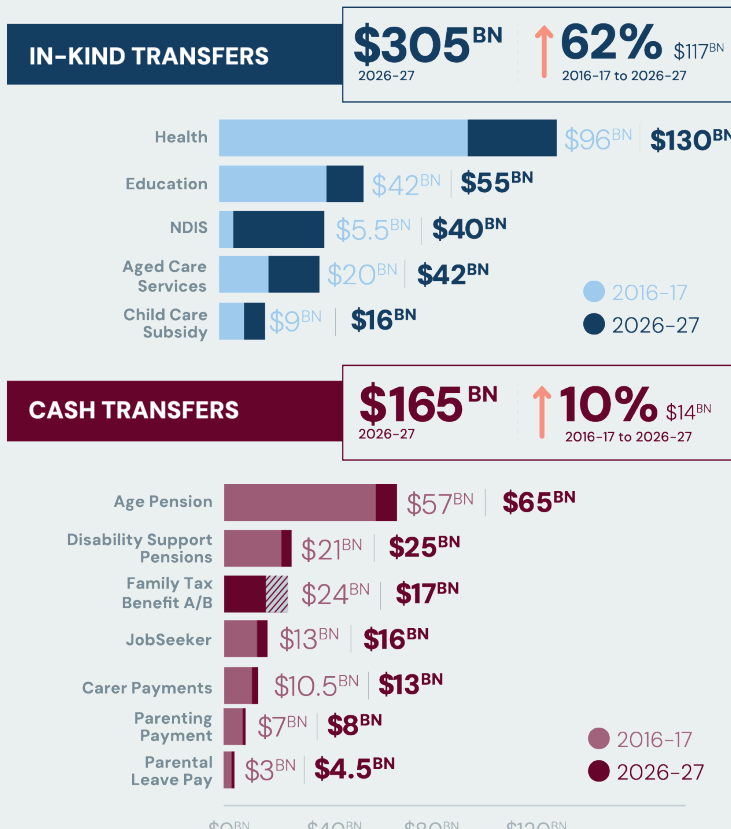 IN-KIND TRANSFERS
$305BN
2026-27
62% $117BN
2016-17 to 2026-27
Health $96BN $130BN
Education $42BN $55BN
NDIS $5.5BN $40BN
Aged Care
Services $20BN $42BN
Child Care
Subsidy $9BN $16BN
2016-17
2026-27
CASH TRANSFERS
$165BN
2026-27
10% $14BN
2016-17 to 2026-27
Age Pension $57BN $65BN
Disability Support
Pensions $21BN $25BN
Family Tax
Benefit A/B $24BN $17BN
JobSeeker $13BN $16BN
Carer Payments $10.5BN $13BN
Parenting
Payment $7BN $8BN
Parental
Leave Pay $3BN $4.5BN
2016-17
2026-27
$0BN $40BN $80BN $120BN